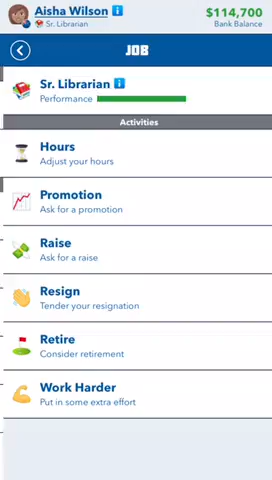 Aisha Wilson
$114,700
Sr. Librarian
Bank Balance
JOB
Sr. Librarian
Performance
Activities
Hours
Adjust your hours
Promotion
Ask for a promotion
Raise
Ask for a raise
Resign
Tender your resignation
Retire
Consider retirement
Work Harder
Put in some extra effort